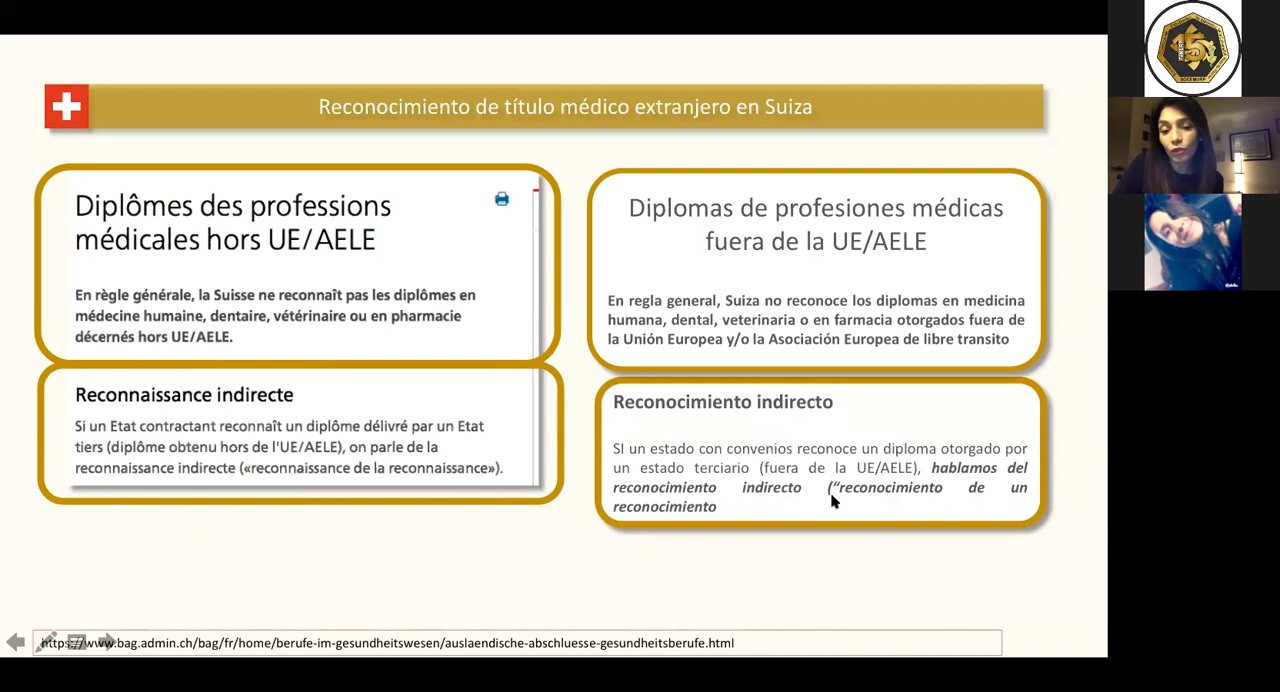 Reconocimiento de título médico extranjero en Suiza
Diplômes des professions
médicales hors UE/AELE
En règle générale, la Suisse ne reconnaît pas les diplômes en
médecine humaine, dentaire, vétérinaire ou en pharmacie
décernés hors UE/AELE.
Reconnaissance indirecte
Si un Etat contractant reconnaît un diplôme délivré par un Etat
tiers (diplôme obtenu hors de l'UE/AELE), on parle de la
reconnaissance indirecte («reconnaissance de la reconnaissance»).
Diplomas de profesiones médicas
fuera de la UE/AELE
En regla general, Suiza no reconoce los diplomas en medicina
humana, dental, veterinaria o en farmacia otorgados fuera de
la Unión Europea y/o la Asociación Europea de libre transito
Reconocimiento indirecto
SI un estado con convenios reconoce un diploma otorgado por
un estado terciario (fuera de la UE/AELE), hablamos del
reconocimiento indirecto (“reconocimiento de un
reconocimiento
https://www.bag.admin.ch/bag/fr/home/berufe-im-gesundheitswesen/auslaendische-abschluesse-gesundheitsberufe.html
15
SOCEMURP